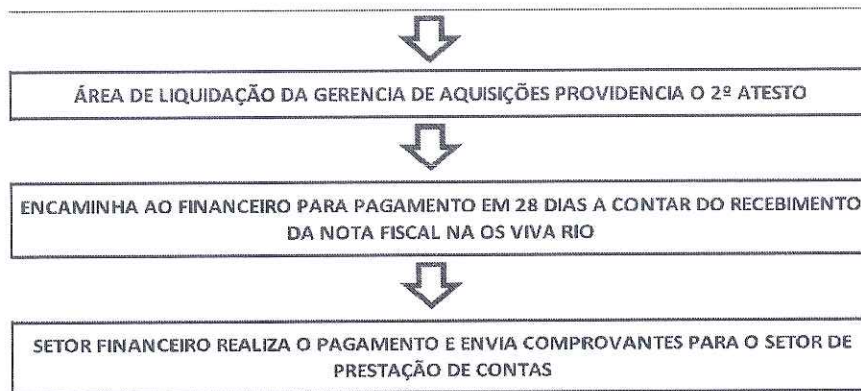 ÁREA DE LIQUIDAÇÃO DA GERENCIA DE AQUISIÇÕES PROVIDENCIA O 2º ATESTO
ENCAMINHA AO FINANCEIRO PARA PAGAMENTO EM 28 DIAS A CONTAR DO RECEBIMENTO
DA NOTA FISCAL NA OS VIVA RIO
SETOR FINANCEIRO REALIZA O PAGAMENTO E ENVIA COMPROVANTES PARA O SETOR DE
PRESTAÇÃO DE CONTAS